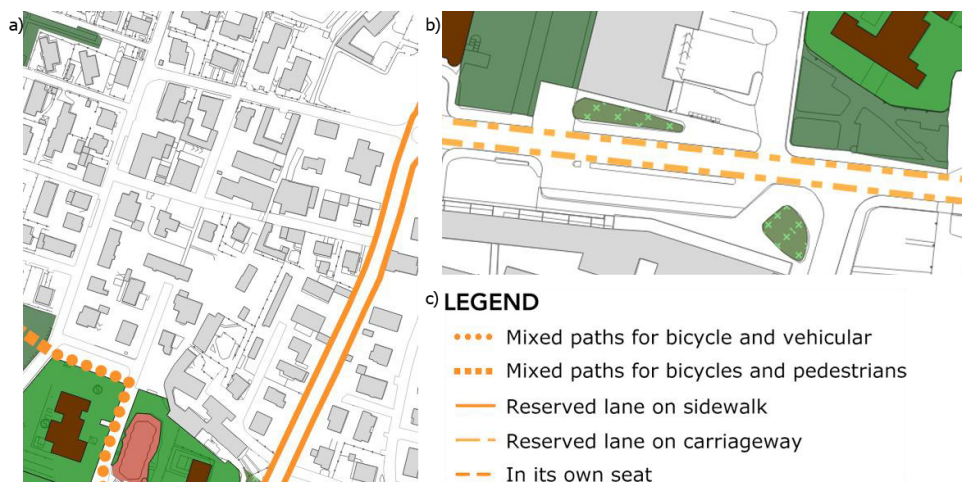 a)
b)
c) LEGEND
Mixed paths for bicycle and vehicular
Mixed paths for bicycles and pedestrians
Reserved lane on sidewalk
Reserved lane on carriageway
In its own seat